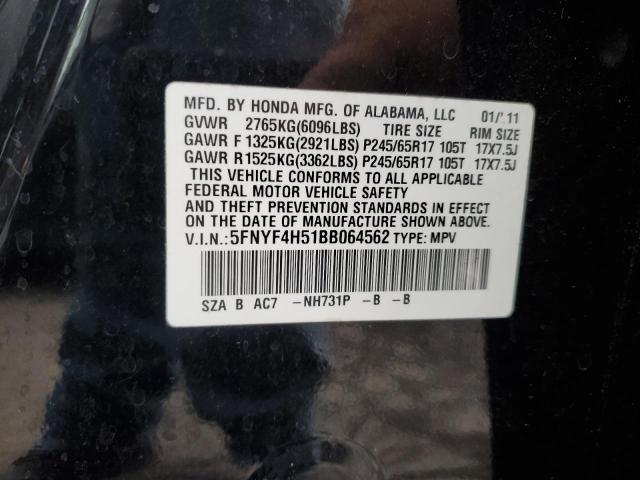 MFD. BY HONDA MFG. OF ALABAMA, LLC 01/11
GVWR 2765KG(6096LBS) TIRE SIZE RIM SIZE
GAWR F 1325KG(2921LBS) P245/65R17 105T 17X7.5J
GAWR R 1525KG(3362LBS) P245/65R17 105T 17X7.5J
THIS VEHICLE CONFORMS TO ALL APPLICABLE
FEDERAL MOTOR VEHICLE SAFETY
AND THEFT PREVENTION STANDARDS IN EFFECT
ON THE DATE OF MANUFACTURE SHOWN ABOVE.
V.I.N.: 5FNYF4H51BB064562 TYPE: MPV
SZA B AC7 -NH731P -B -B